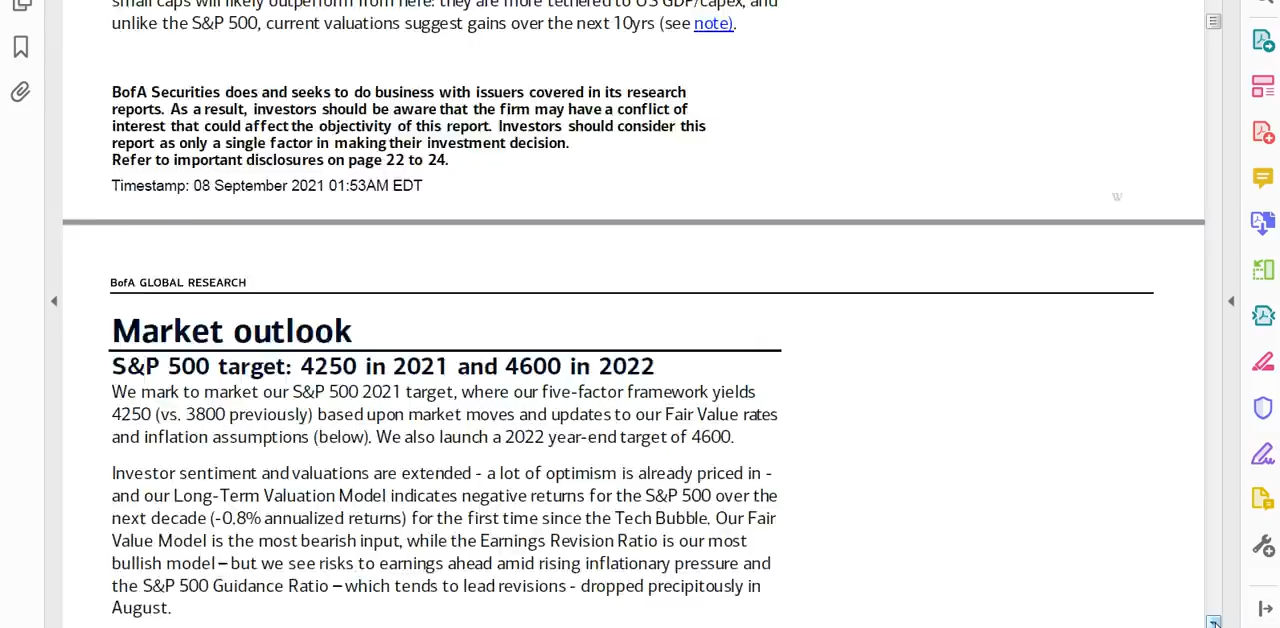 small caps will likely outperform from here: they are more tethered to US GDP/capex, and
unlike the S&P 500, current valuations suggest gains over the next 10yrs (see note).
BofA Securities does and seeks to do business with issuers covered in its research
reports. As a result, investors should be aware that the firm may have a conflict of
interest that could affect the objectivity of this report. Investors should consider this
report as only a single factor in making their investment decision.
Refer to important disclosures on page 22 to 24.
Timestamp: 08 September 2021 01:53AM EDT
W
BofA GLOBAL RESEARCH
Market outlook
S&P 500 target: 4250 in 2021 and 4600 in 2022
We mark to market our S&P 500 2021 target, where our five-factor framework yields
4250 (vs. 3800 previously) based upon market moves and updates to our Fair Value rates
and inflation assumptions (below). We also launch a 2022 year-end target of 4600.
Investor sentiment and valuations are extended - a lot of optimism is already priced in -
and our Long-Term Valuation Model indicates negative returns for the S&P 500 over the
next decade (-0.8% annualized returns) for the first time since the Tech Bubble. Our Fair
Value Model is the most bearish input, while the Earnings Revision Ratio is our most
bullish model – but we see risks to earnings ahead amid rising inflationary pressure and
the S&P 500 Guidance Ratio – which tends to lead revisions - dropped precipitously in
August.